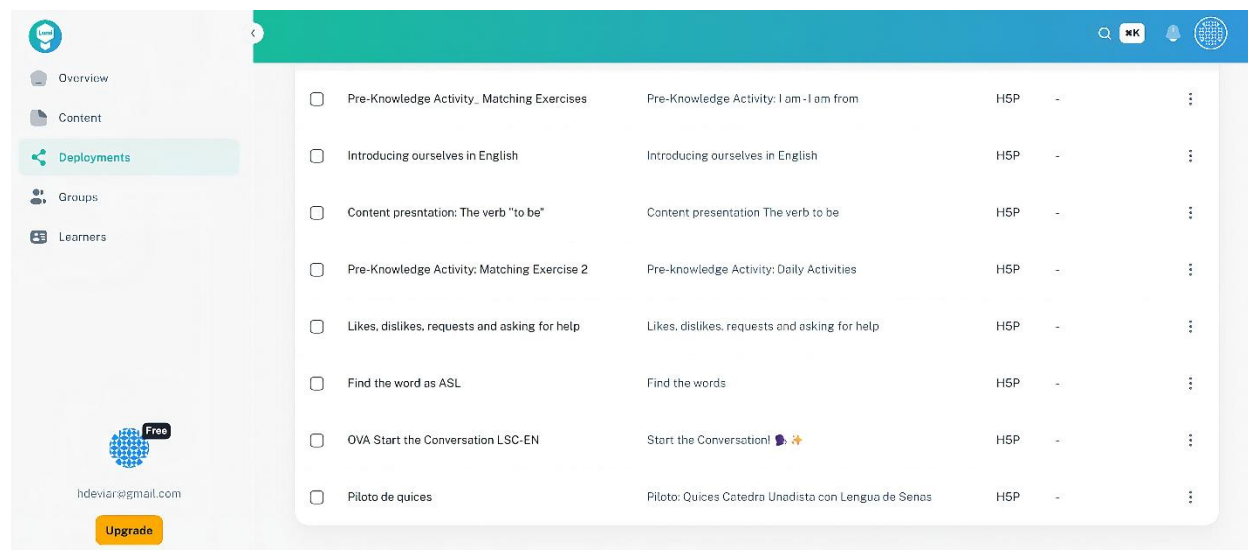 Lumi
⌘K
Overview
Content
Deployments
Groups
Learners
Pre-Knowledge Activity_ Matching Exercises Pre-Knowledge Activity: I am - I am from H5P -
Introducing ourselves in English Introducing ourselves in English H5P -
Content presntation: The verb "to be" Content presentation The verb to be H5P -
Pre-Knowledge Activity: Matching Exercise 2 Pre-knowledge Activity: Daily Activities H5P -
Likes, dislikes, requests and asking for help Likes, dislikes, requests and asking for help H5P -
Find the word as ASL Find the words H5P -
OVA Start the Conversation LSC-EN Start the Conversation! 🗣️ ✨ H5P -
Piloto de quices Piloto: Quices Catedra Unadista con Lengua de Senas H5P -
Free
hdeviar@gmail.com
Upgrade